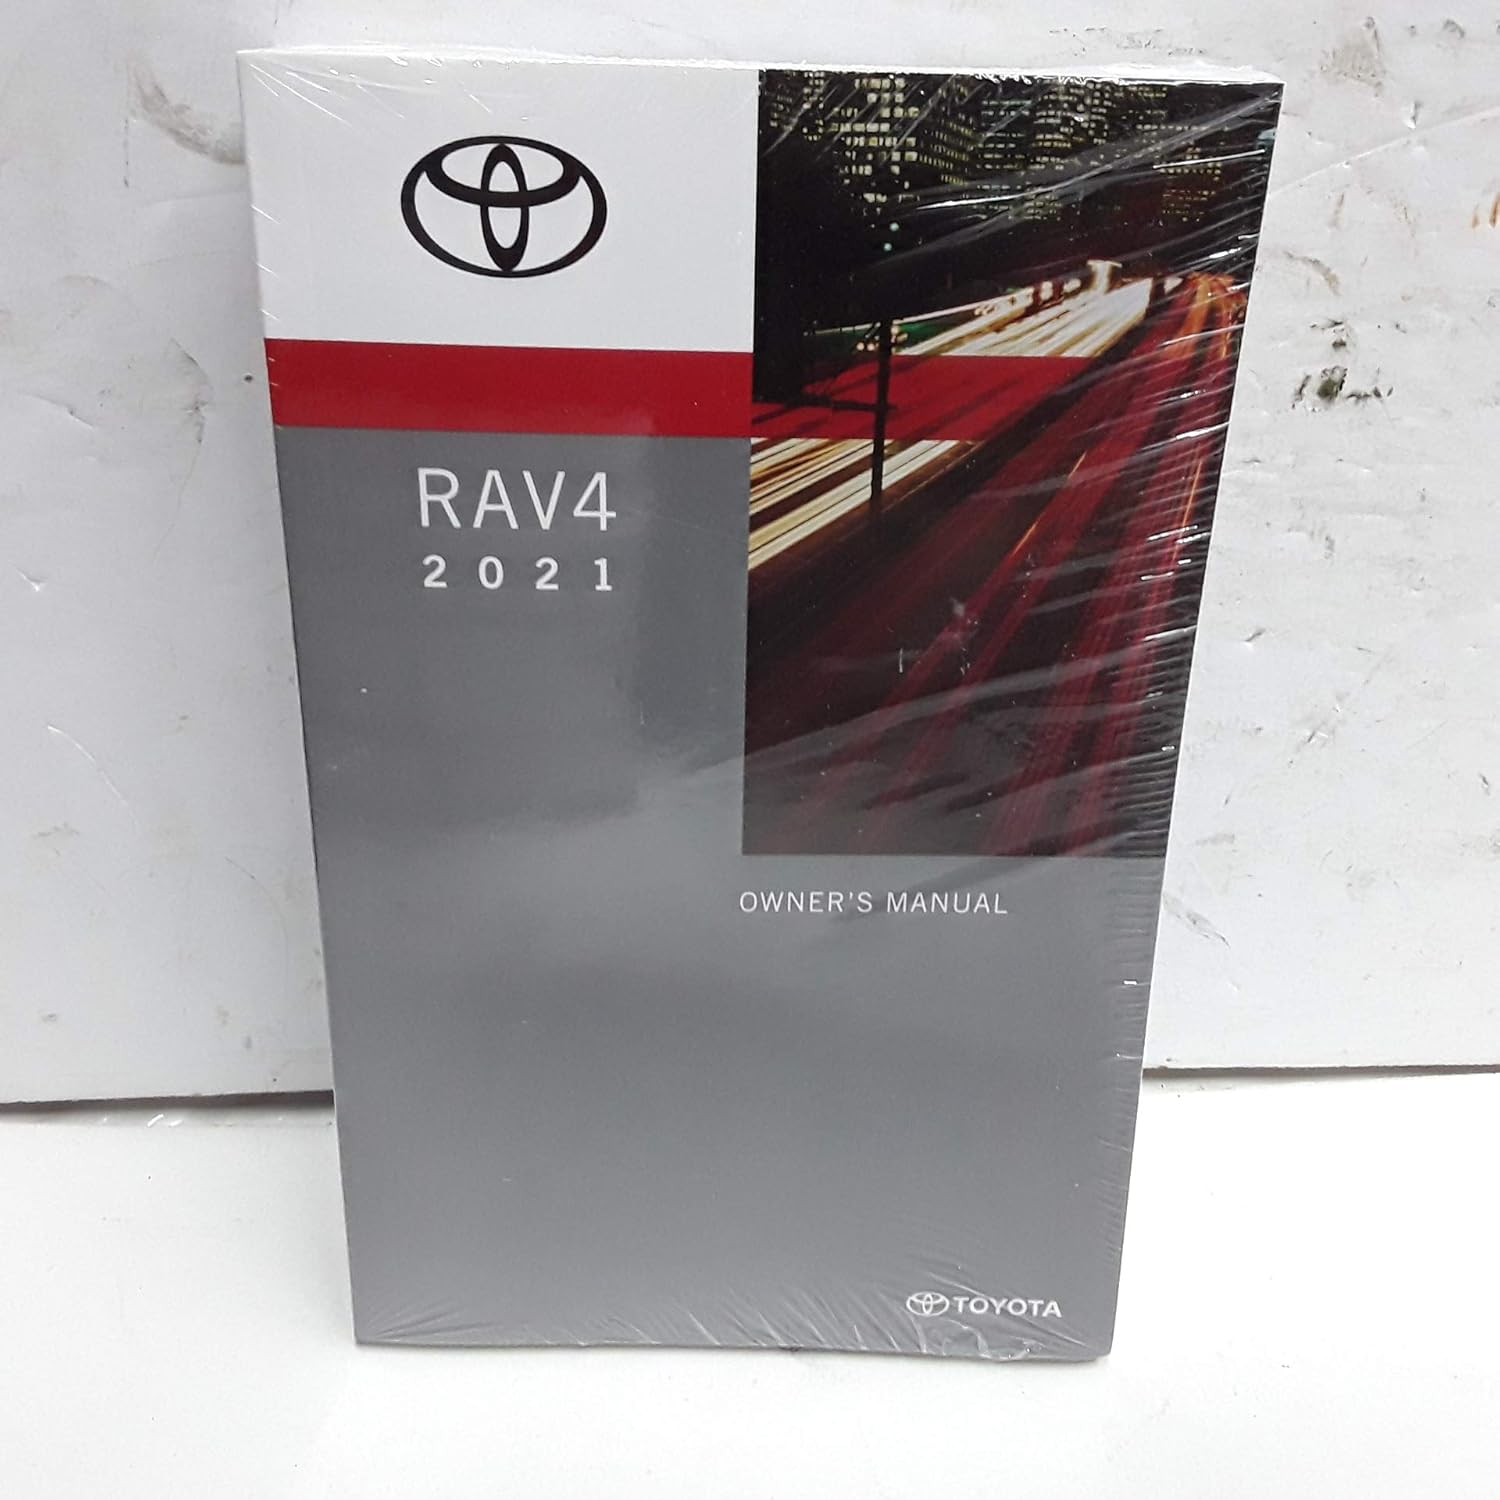 RAV4
2021
OWNER'S MANUAL
TOYOTA